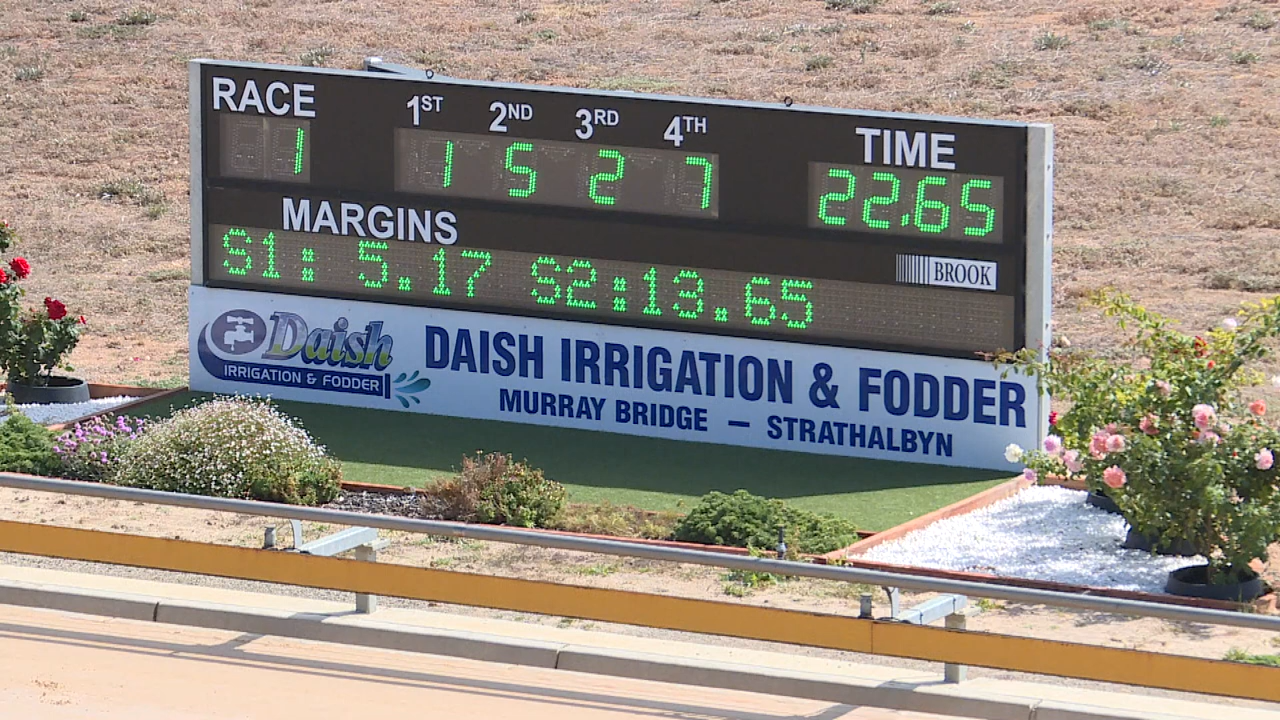 RACE 1ST 2ND 3RD 4TH TIME
1 1 5 2 7 22.65
MARGINS
BROOK
S1: 5.17 S2:13.65
Daish
IRRIGATION & FODDER
DAISH IRRIGATION & FODDER
MURRAY BRIDGE – STRATHALBYN